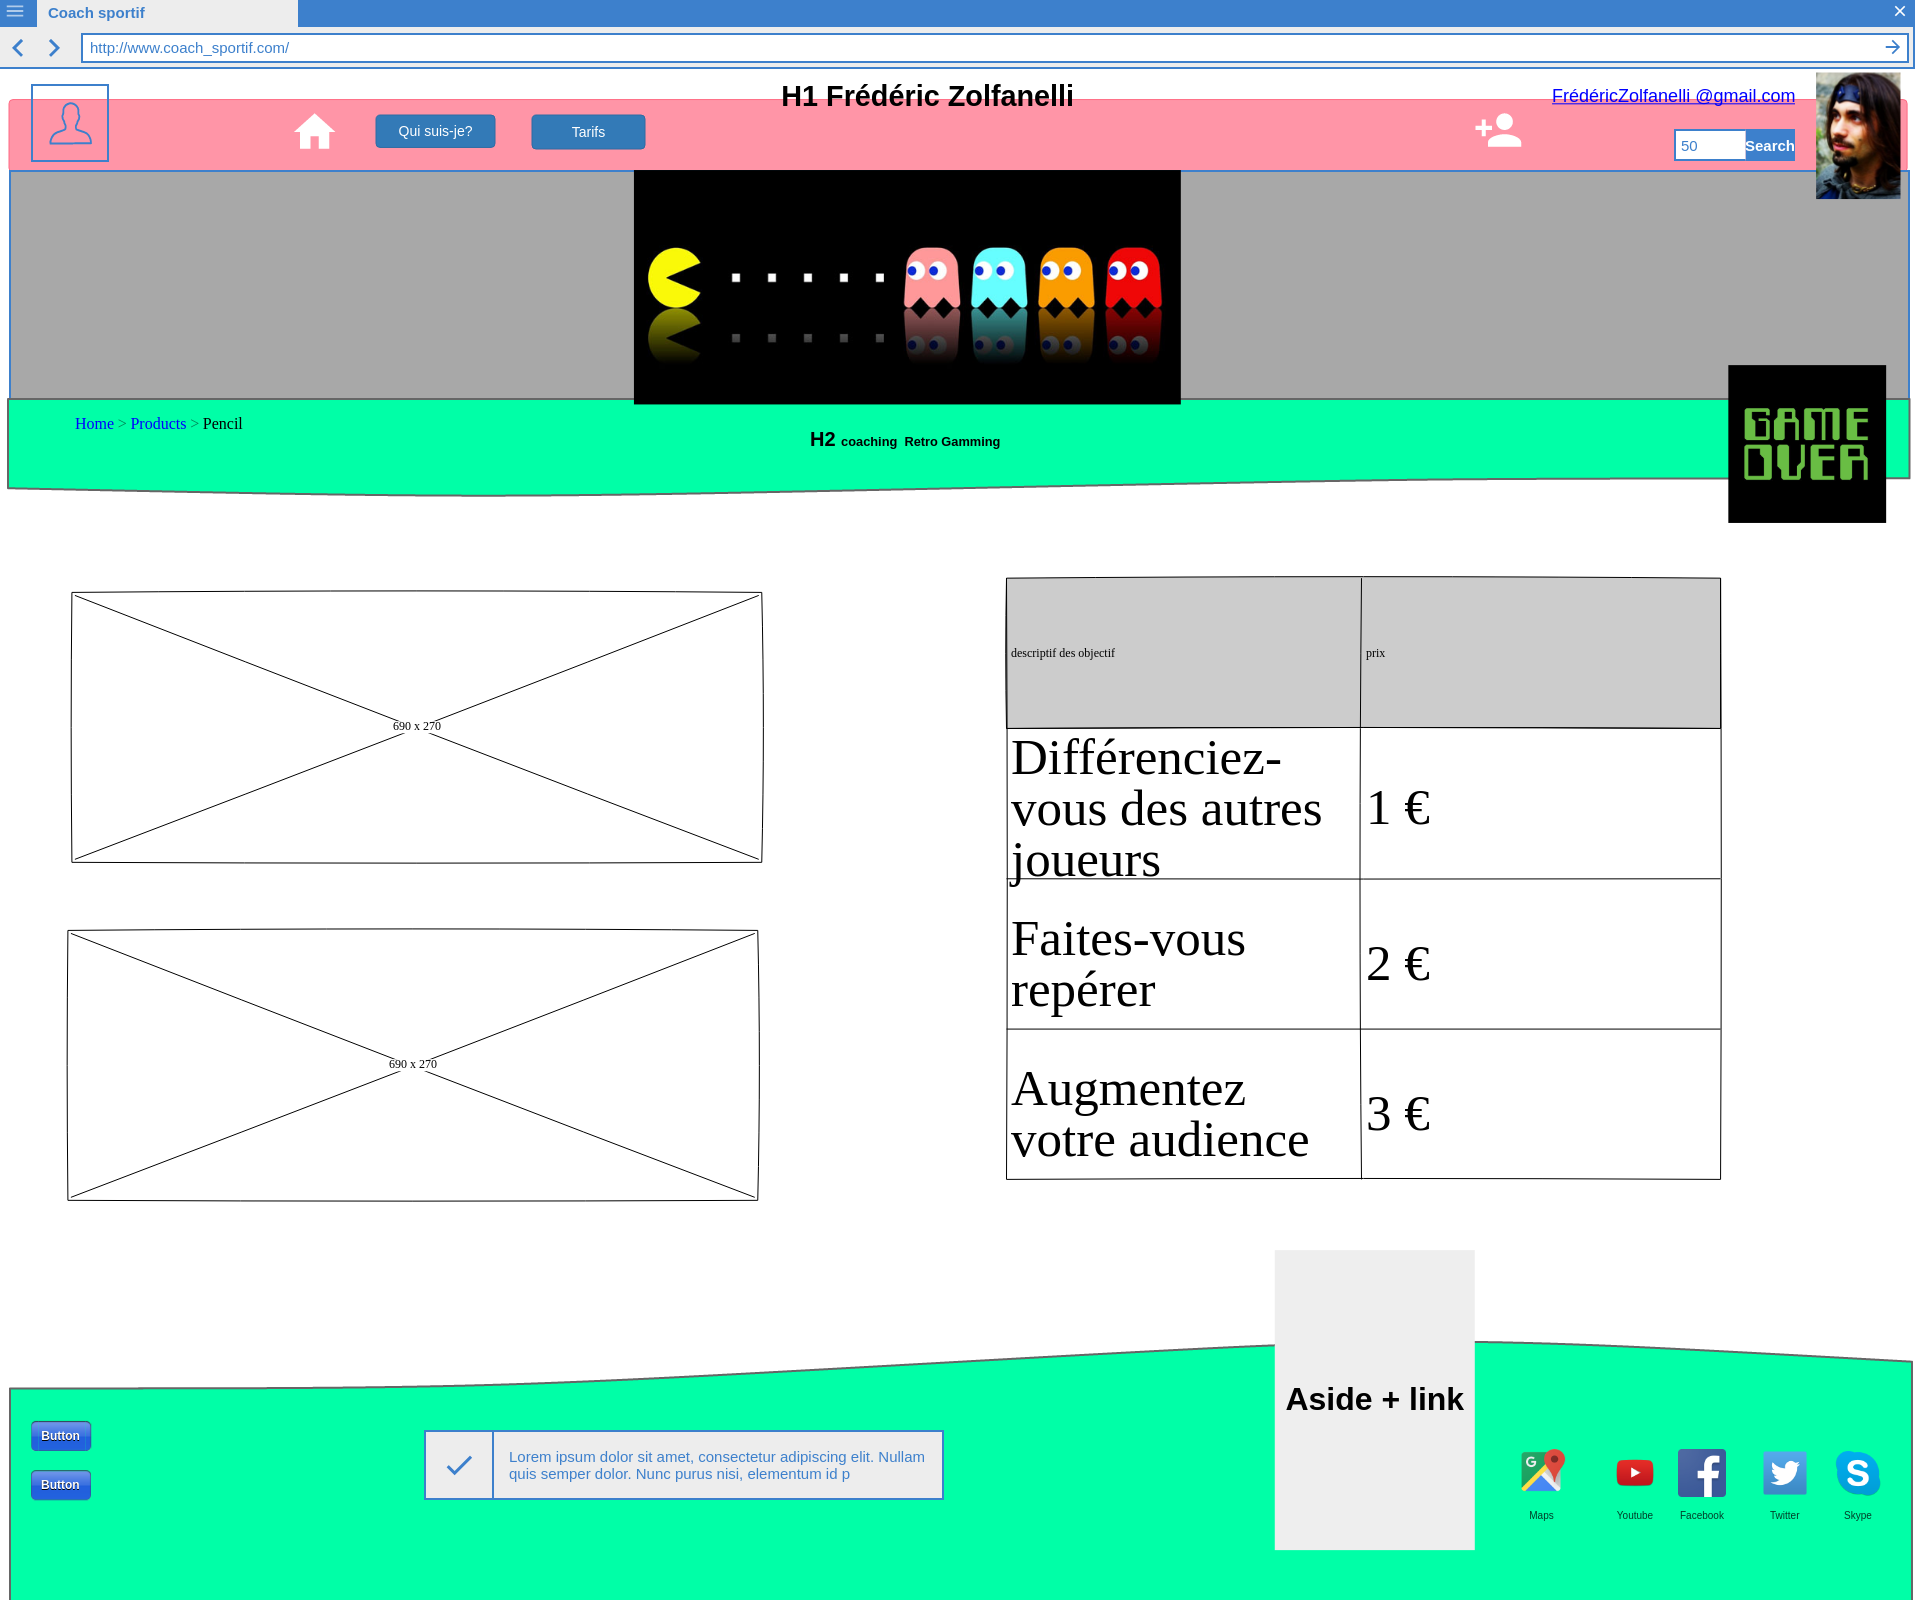 Coach sportif
http://www.coach_sportif.com/
H1 Frédéric Zolfanelli
FrédéricZolfanelli @gmail.com
Qui suis-je?
Tarifs
50
Search
Home > Products > Pencil
H2 coaching Retro Gamming
GAME
OVER
690 x 270
690 x 270
descriptif des objectif
prix
Différenciez-
vous des autres
joueurs
1 €
Faites-vous
repérer
2 €
Augmentez
votre audience
3 €
Aside + link
Button
Button
Lorem ipsum dolor sit amet, consectetur adipiscing elit. Nullam
quis semper dolor. Nunc purus nisi, elementum id p
Maps
Youtube
Facebook
Twitter
Skype